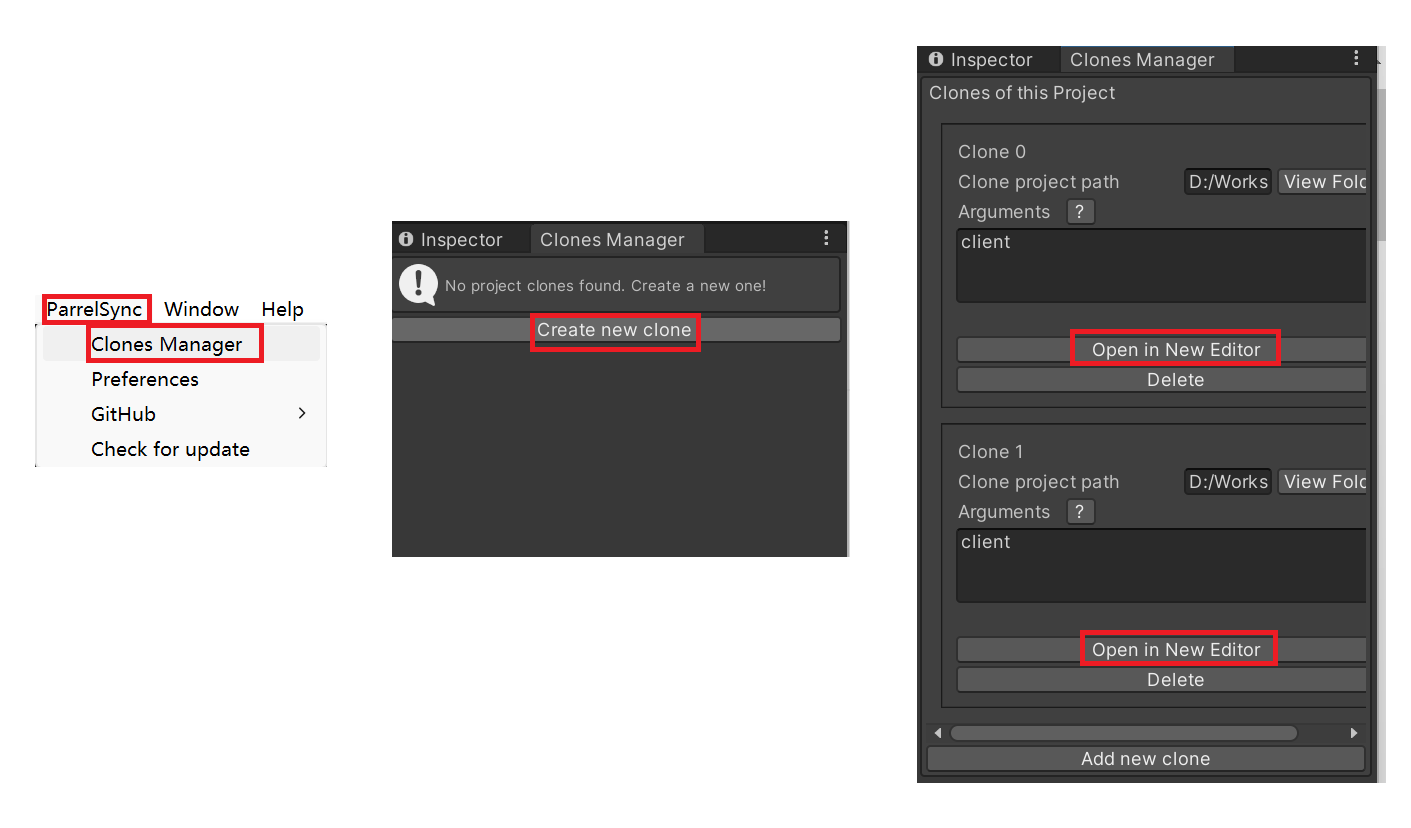 ParrelSync Window Help
Clones Manager
Preferences
GitHub
Check for update
Inspector Clones Manager
No project clones found. Create a new one!
Create new clone
Inspector Clones Manager
Clones of this Project
Clone 0
Clone project path D:/Works View Fold
Arguments ?
client
Open in New Editor
Delete
Clone 1
Clone project path D:/Works View Fold
Arguments ?
client
Open in New Editor
Delete
Add new clone